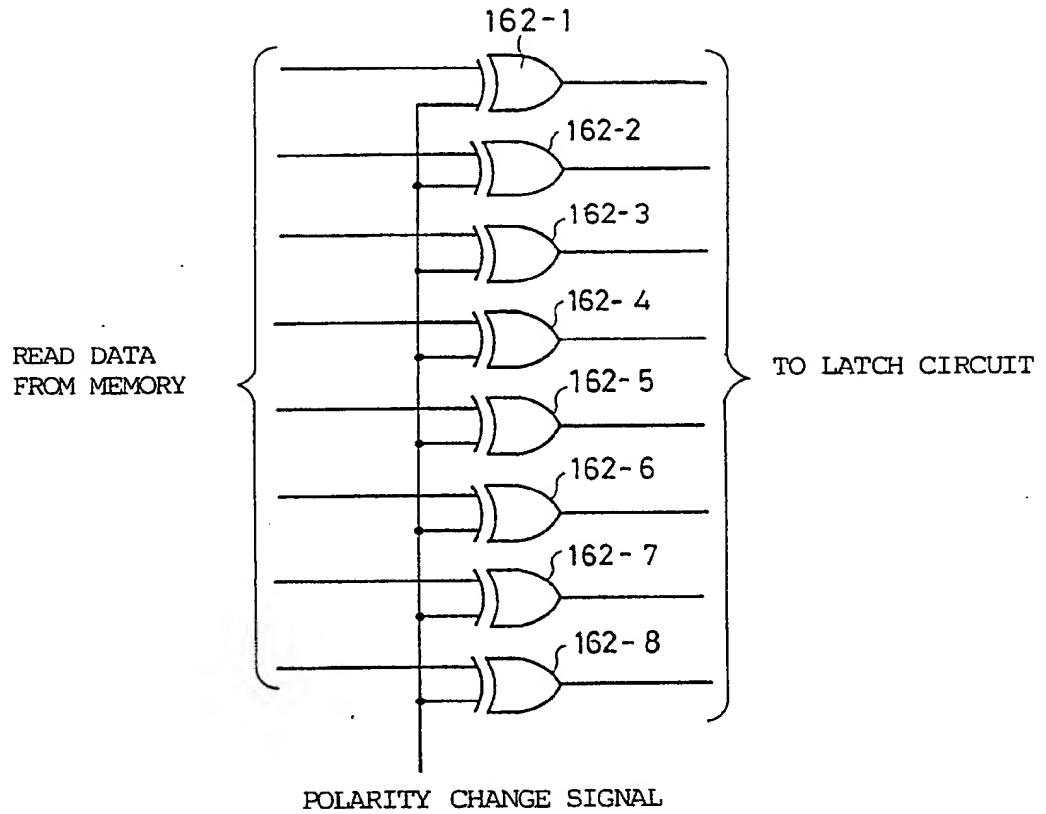 162-1
162-2
162-3
162-4
READ DATA
FROM MEMORY
TO LATCH CIRCUIT
162-5
162-6
162-7
162-8
POLARITY CHANGE SIGNAL